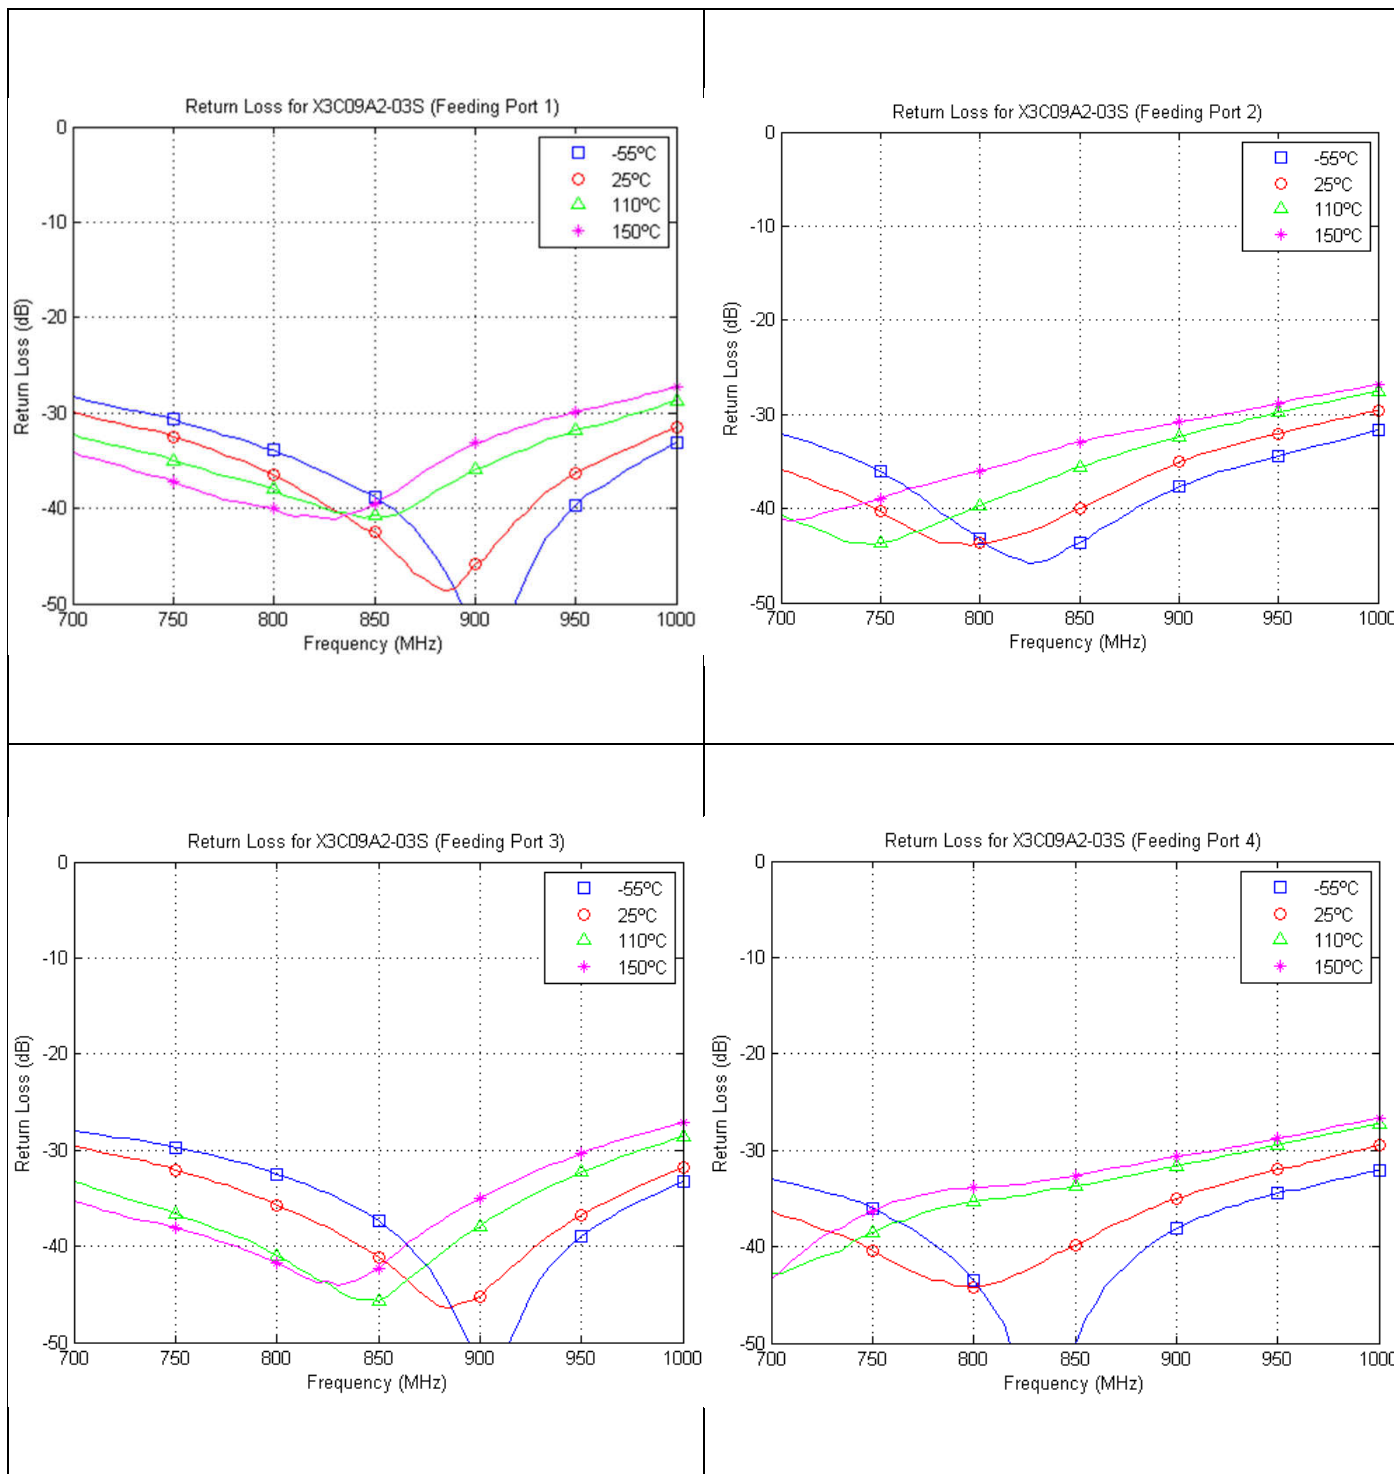 Return Loss for X3C09A2-03S (Feeding Port 1)
0
-10
-20
-30
-40
-50
Return Loss (dB)
-55ºC
25ºC
110ºC
150ºC
700 750 800 850 900 950 1000
Frequency (MHz)
Return Loss for X3C09A2-03S (Feeding Port 2)
0
-10
-20
-30
-40
-50
Return Loss (dB)
-55ºC
25ºC
110ºC
150ºC
700 750 800 850 900 950 1000
Frequency (MHz)
Return Loss for X3C09A2-03S (Feeding Port 3)
0
-10
-20
-30
-40
-50
Return Loss (dB)
-55ºC
25ºC
110ºC
150ºC
700 750 800 850 900 950 1000
Frequency (MHz)
Return Loss for X3C09A2-03S (Feeding Port 4)
0
-10
-20
-30
-40
-50
Return Loss (dB)
-55ºC
25ºC
110ºC
150ºC
700 750 800 850 900 950 1000
Frequency (MHz)